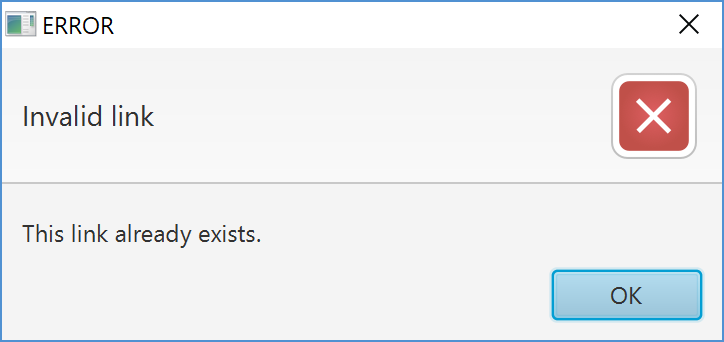 ERROR
Invalid link
This link already exists.
OK